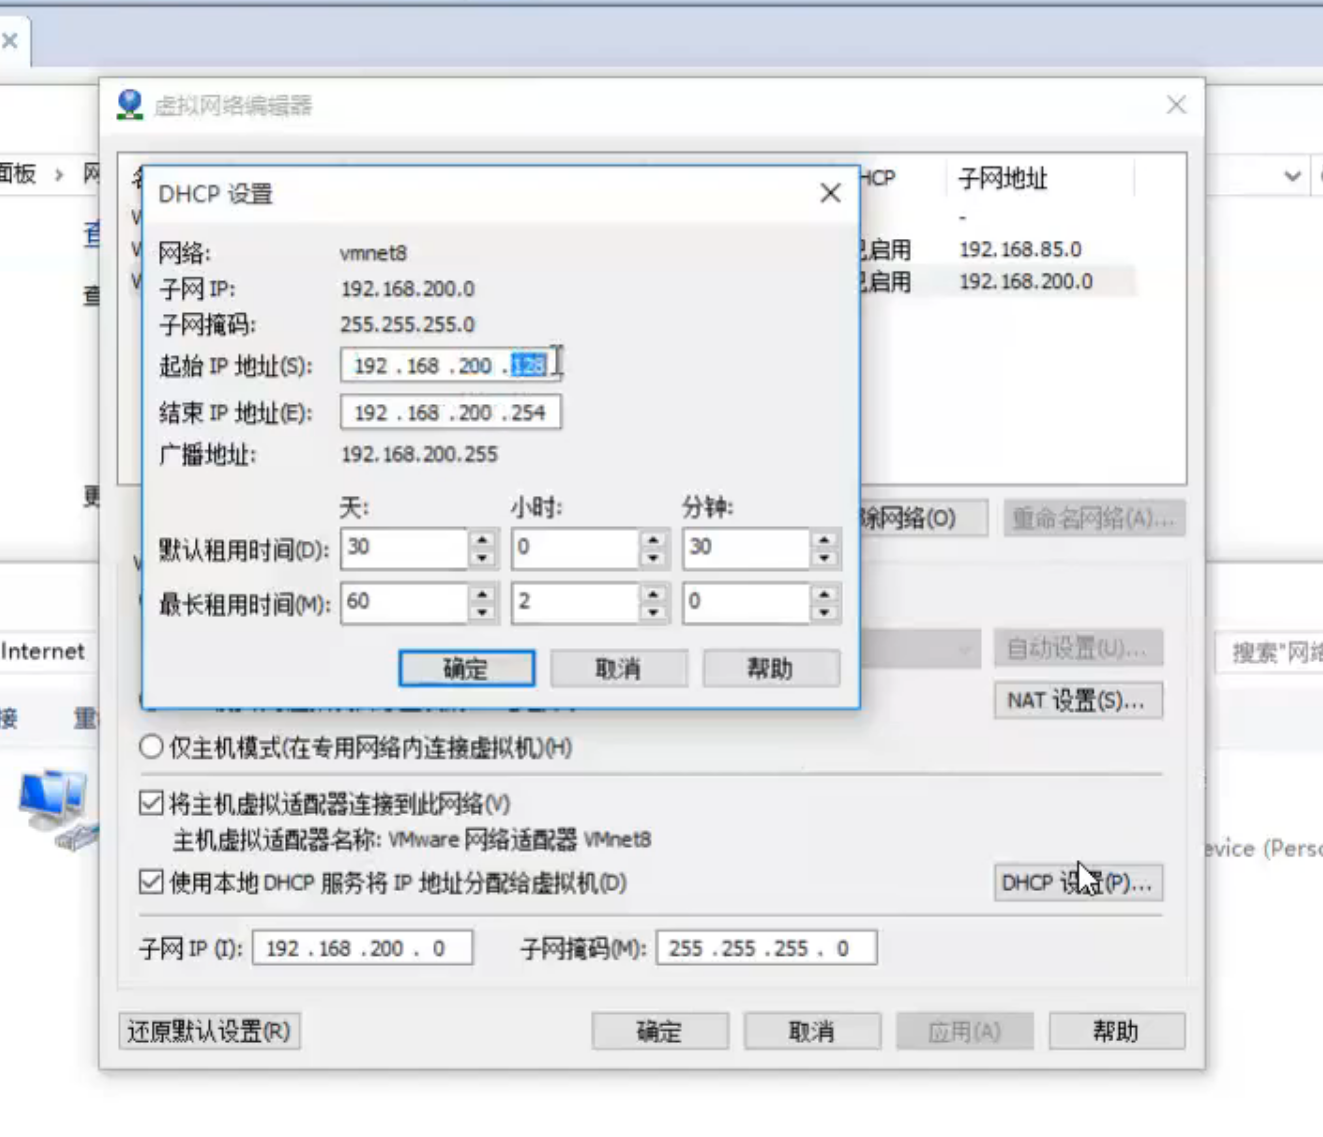 虚拟网络编辑器
面板 › 网
HCP 子网地址
-
已启用 192.168.85.0
已启用 192.168.200.0
DHCP 设置
网络: vmnet8
子网 IP: 192.168.200.0
子网掩码: 255.255.255.0
起始 IP 地址(S): 192 . 168 . 200 . 128
结束 IP 地址(E): 192 . 168 . 200 . 254
广播地址: 192.168.200.255
天: 小时: 分钟:
默认租用时间(D): 30 0 30
最长租用时间(M): 60 2 0
确定 取消 帮助
除网络(O) 重命名网络(A)...
Internet
自动设置(U)...
搜索"网络
NAT 设置(S)...
接 重
仅主机模式(在专用网络内连接虚拟机)(H)
将主机虚拟适配器连接到此网络(V)
主机虚拟适配器名称: VMware 网络适配器 VMnet8
evice (Perso
使用本地 DHCP 服务将 IP 地址分配给虚拟机(D)
DHCP 设置(P)...
子网 IP (I): 192 . 168 . 200 . 0 子网掩码(M): 255 . 255 . 255 . 0
还原默认设置(R) 确定 取消 应用(A) 帮助